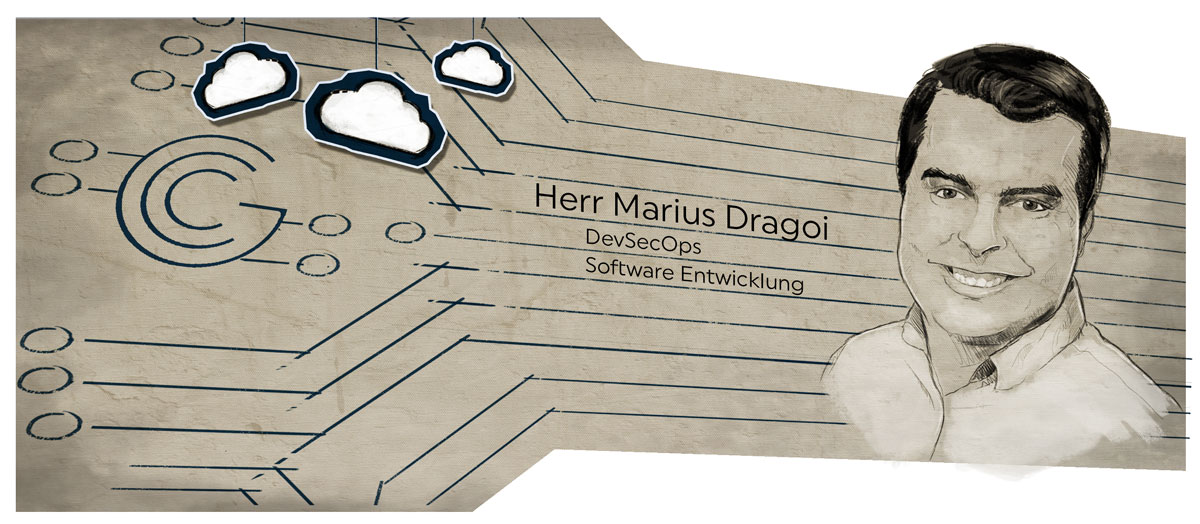 Herr Marius Dragoi
DevSecOps
Software Entwicklung